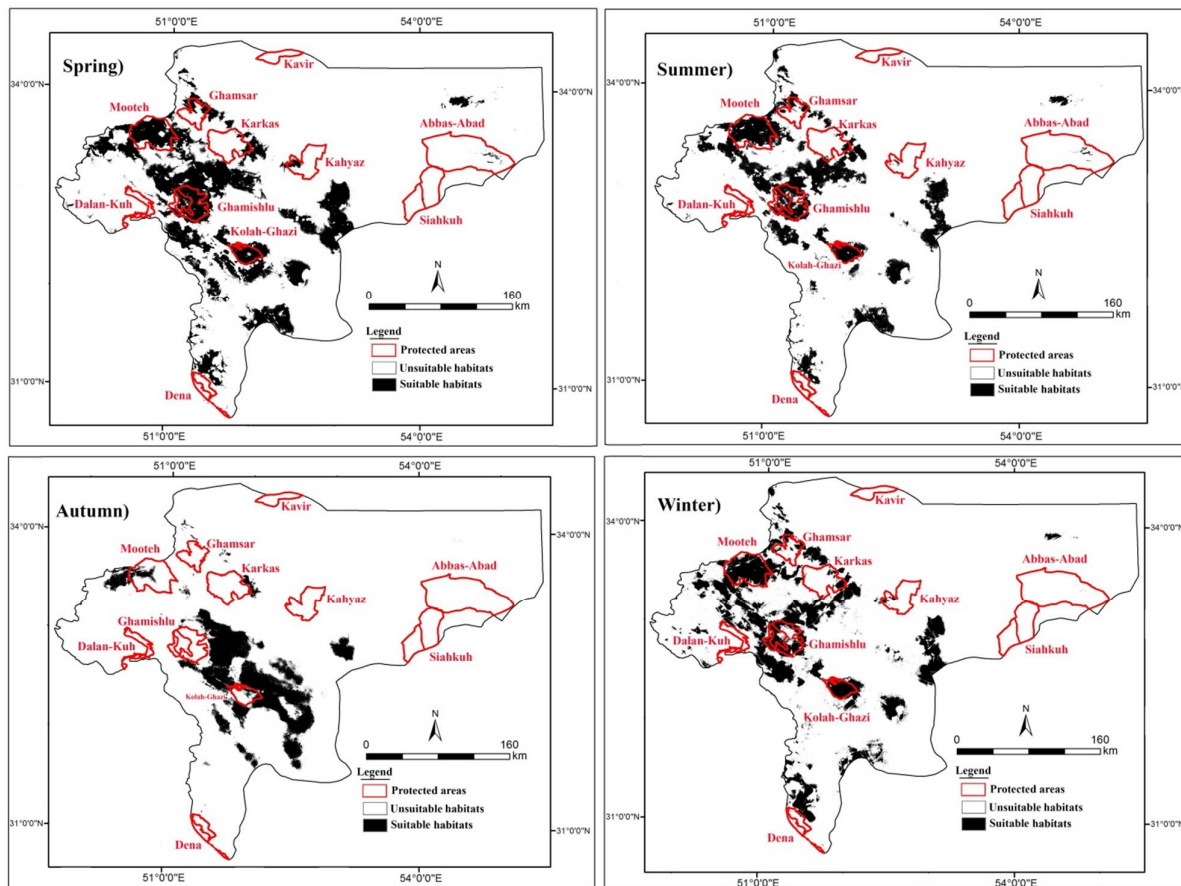 51°0'0"E
54°0'0"E
Spring)
Kavir
34°0'0"N
34°0'0"N
Ghamsar
Mooteh
Karkas
Abbas-Abad
Kahyaz
Dalan-Kuh
Ghamishlu
Siahkuh
Kolah-Ghazi
N
0
160
km
Legend
Protected areas
Unsuitable habitats
Suitable habitats
31°0'0"N
31°0'0"N
Dena
51°0'0"E
54°0'0"E
51°0'0"E
54°0'0"E
Summer)
Kavir
34°0'0"N
34°0'0"N
Ghamsar
Mooteh
Karkas
Abbas-Abad
Kahyaz
Dalan-Kuh
Ghamishlu
Siahkuh
Kolah-Ghazi
N
0
160
km
Legend
Protected areas
Unsuitable habitats
Suitable habitats
31°0'0"N
31°0'0"N
Dena
51°0'0"E
54°0'0"E
51°0'0"E
54°0'0"E
Autumn)
Kavir
34°0'0"N
34°0'0"N
Ghamsar
Mooteh
Karkas
Abbas-Abad
Kahyaz
Ghamishlu
Dalan-Kuh
Siahkuh
Kolah-Ghazi
N
0
160
km
Legend
Protected areas
Unsuitable habitats
Suitable habitats
31°0'0"N
31°0'0"N
Dena
51°0'0"E
54°0'0"E
51°0'0"E
54°0'0"E
Winter)
Kavir
34°0'0"N
34°0'0"N
Ghamsar
Mooteh
Karkas
Abbas-Abad
Kahyaz
Dalan-Kuh
Ghamishlu
Siahkuh
Kolah-Ghazi
N
0
160
km
Legend
Protected areas
Unsuitable habitats
Suitable habitats
31°0'0"N
31°0'0"N
Dena
51°0'0"E
54°0'0"E